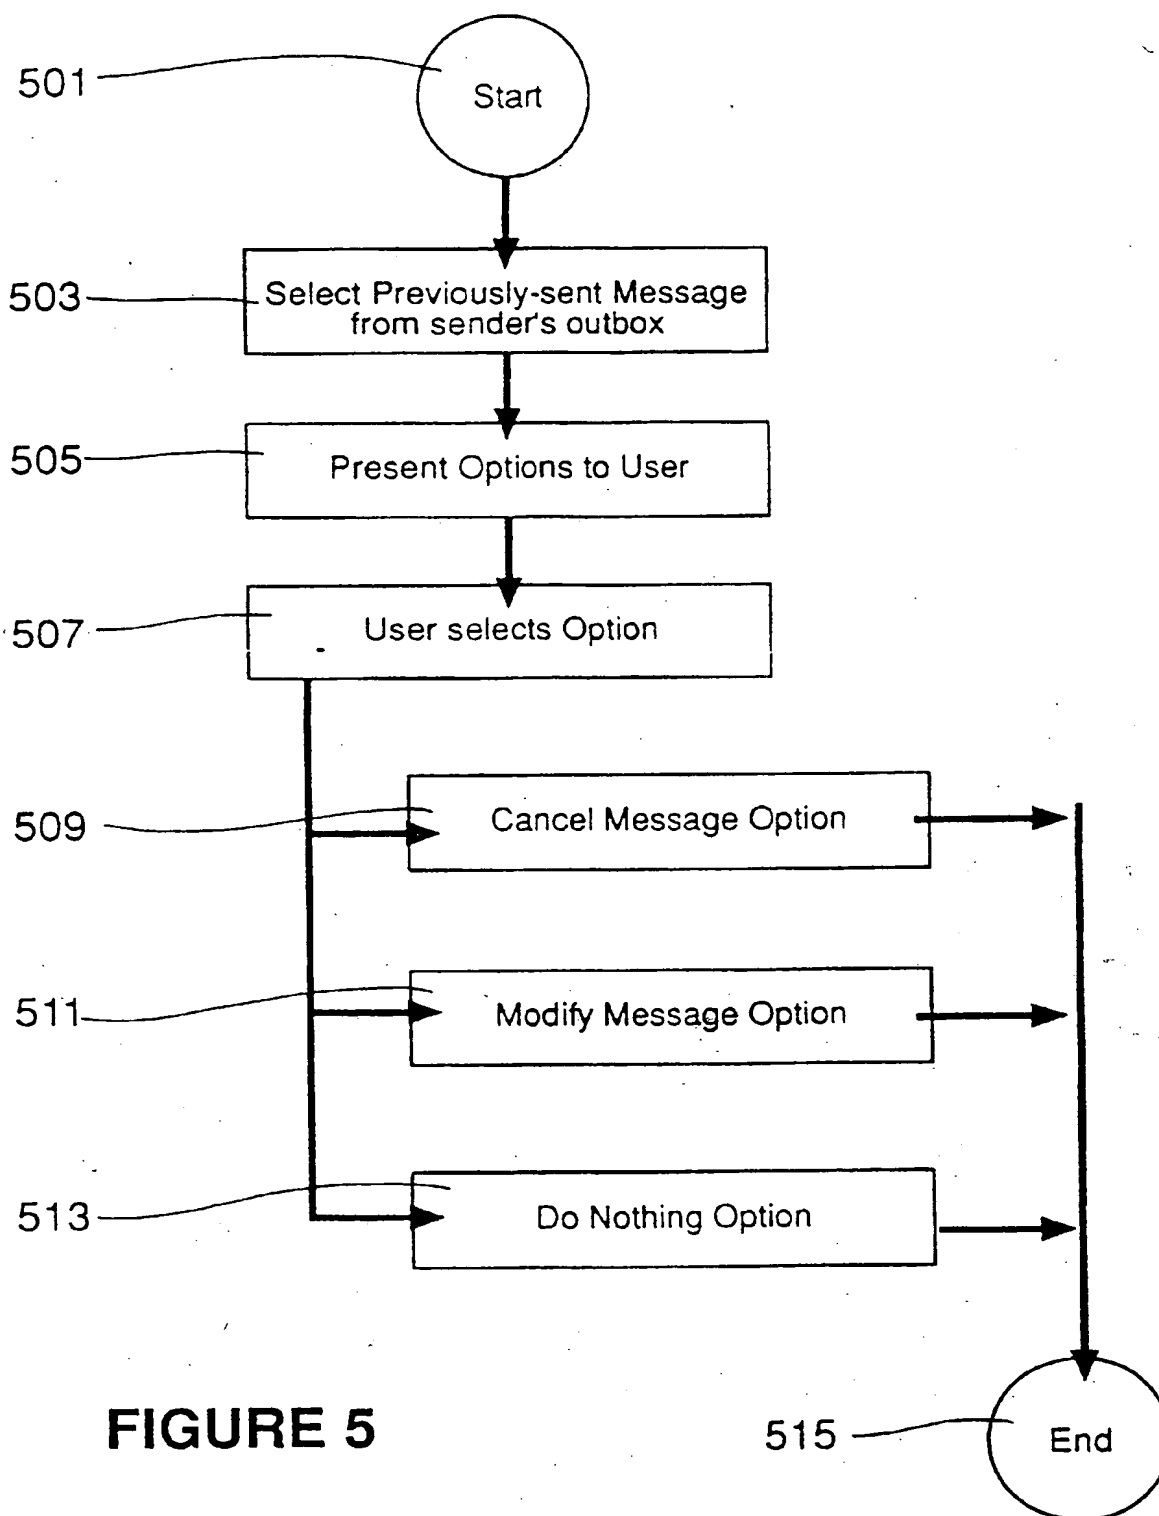 501
Start
503
Select Previously-sent Message
from sender's outbox
505
Present Options to User
507
User selects Option
509
Cancel Message Option
511
Modify Message Option
513
Do Nothing Option
FIGURE 5
515
End